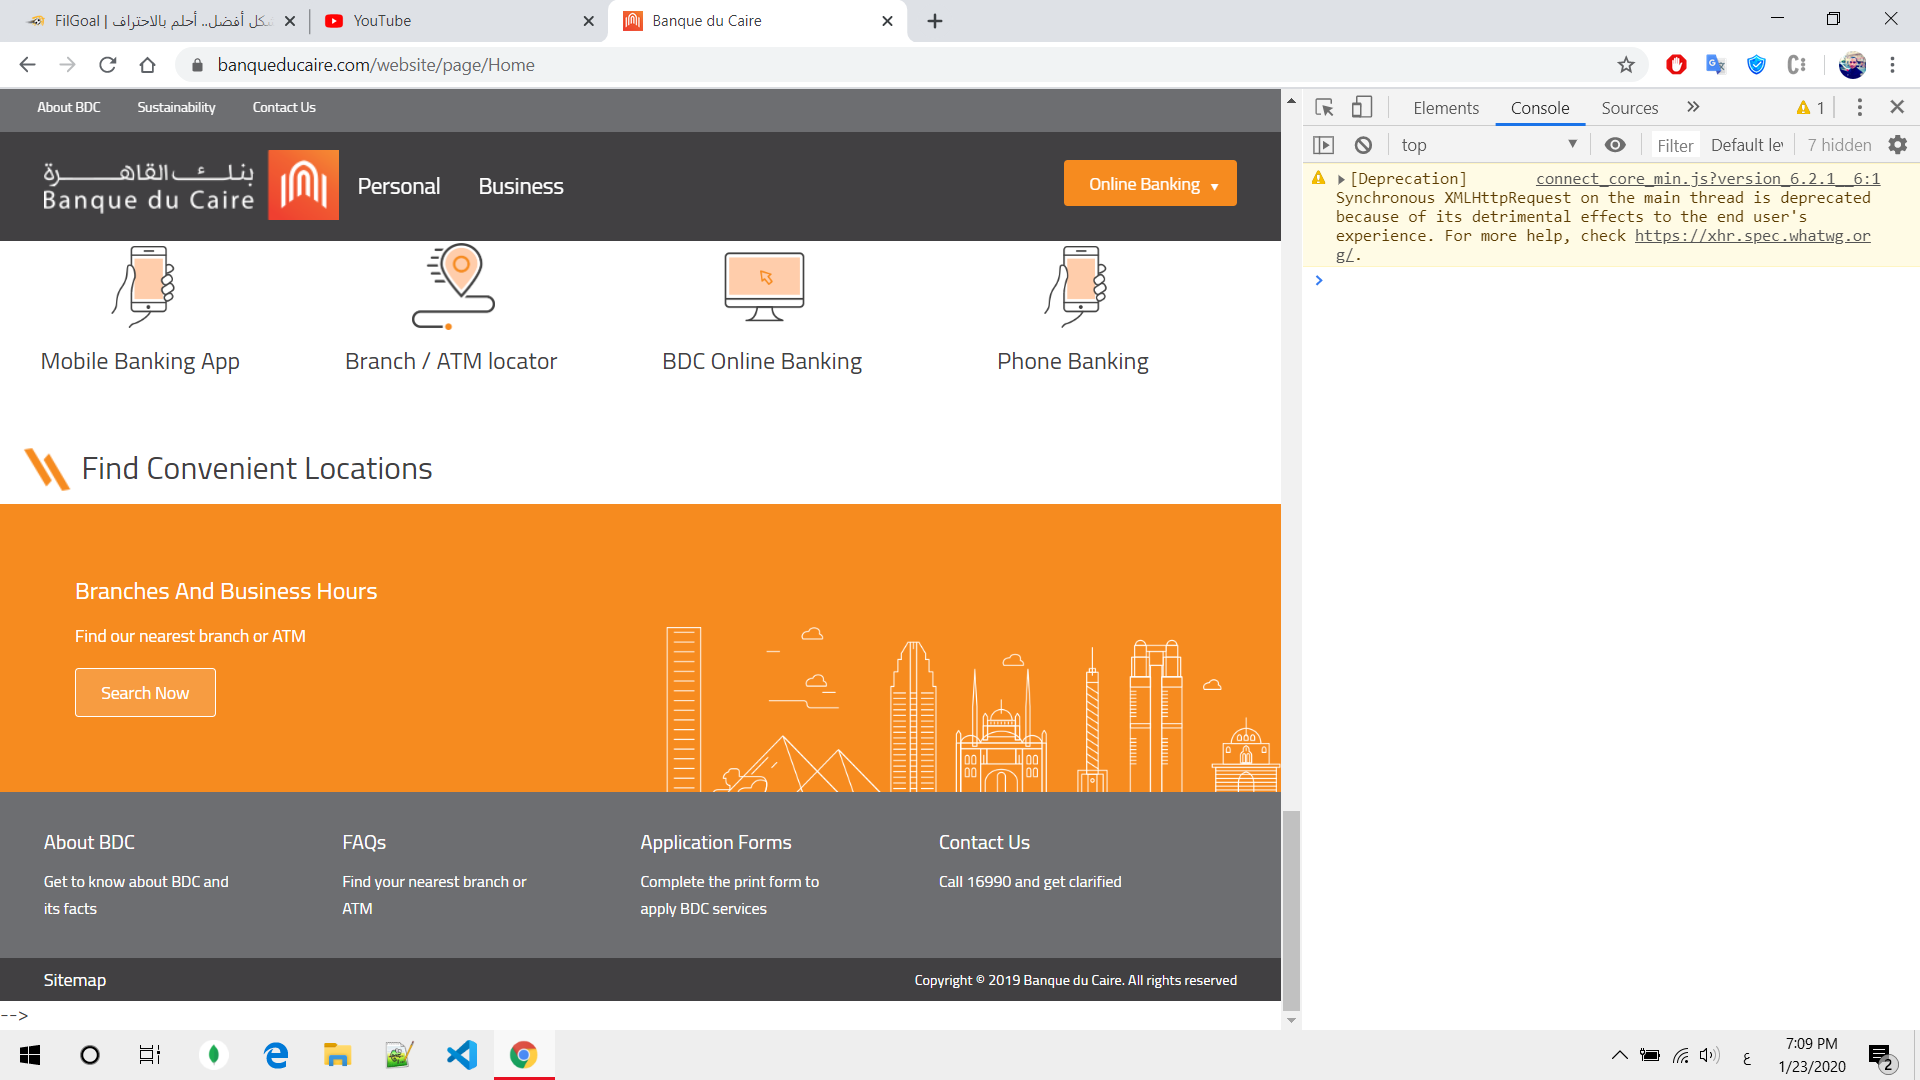 FilGoal | شكل أفضل.. أحلم بالاحتراف
YouTube
Banque du Caire
banqueducaire.com/website/page/Home
About BDC
Sustainability
Contact Us
بنك القاهرة
Banque du Caire
Personal
Business
Online Banking
Mobile Banking App
Branch / ATM locator
BDC Online Banking
Phone Banking
Find Convenient Locations
Branches And Business Hours
Find our nearest branch or ATM
Search Now
About BDC
Get to know about BDC and
its facts
FAQs
Find your nearest branch or
ATM
Application Forms
Complete the print form to
apply BDC services
Contact Us
Call 16990 and get clarified
Sitemap
Copyright © 2019 Banque du Caire. All rights reserved
-->
Elements
Console
Sources
1
top
Filter
Default le
7 hidden
[Deprecation] connect_core_min.js?version_6.2.1__6:1
Synchronous XMLHttpRequest on the main thread is deprecated
because of its detrimental effects to the end user's
experience. For more help, check https://xhr.spec.whatwg.or
g/.
ع
7:09 PM
1/23/2020
2